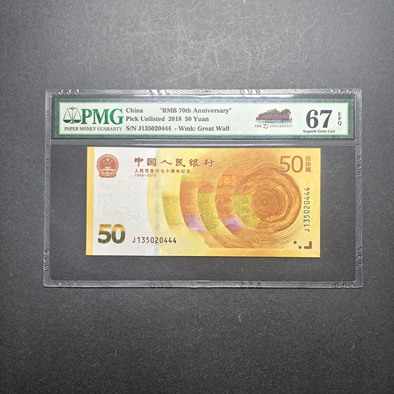 PMG
PAPER MONEY GUARANTY
China "RMB 70th Anniversary"
Pick Unlisted 2018 50 Yuan
S/N J135020444 - Wmk: Great Wall
67 EPQ
Superb Gem Unc
中国人民银行
人民币发行七十周年纪念
1948-2018
50
伍拾圆
J135020444
50
J135020444